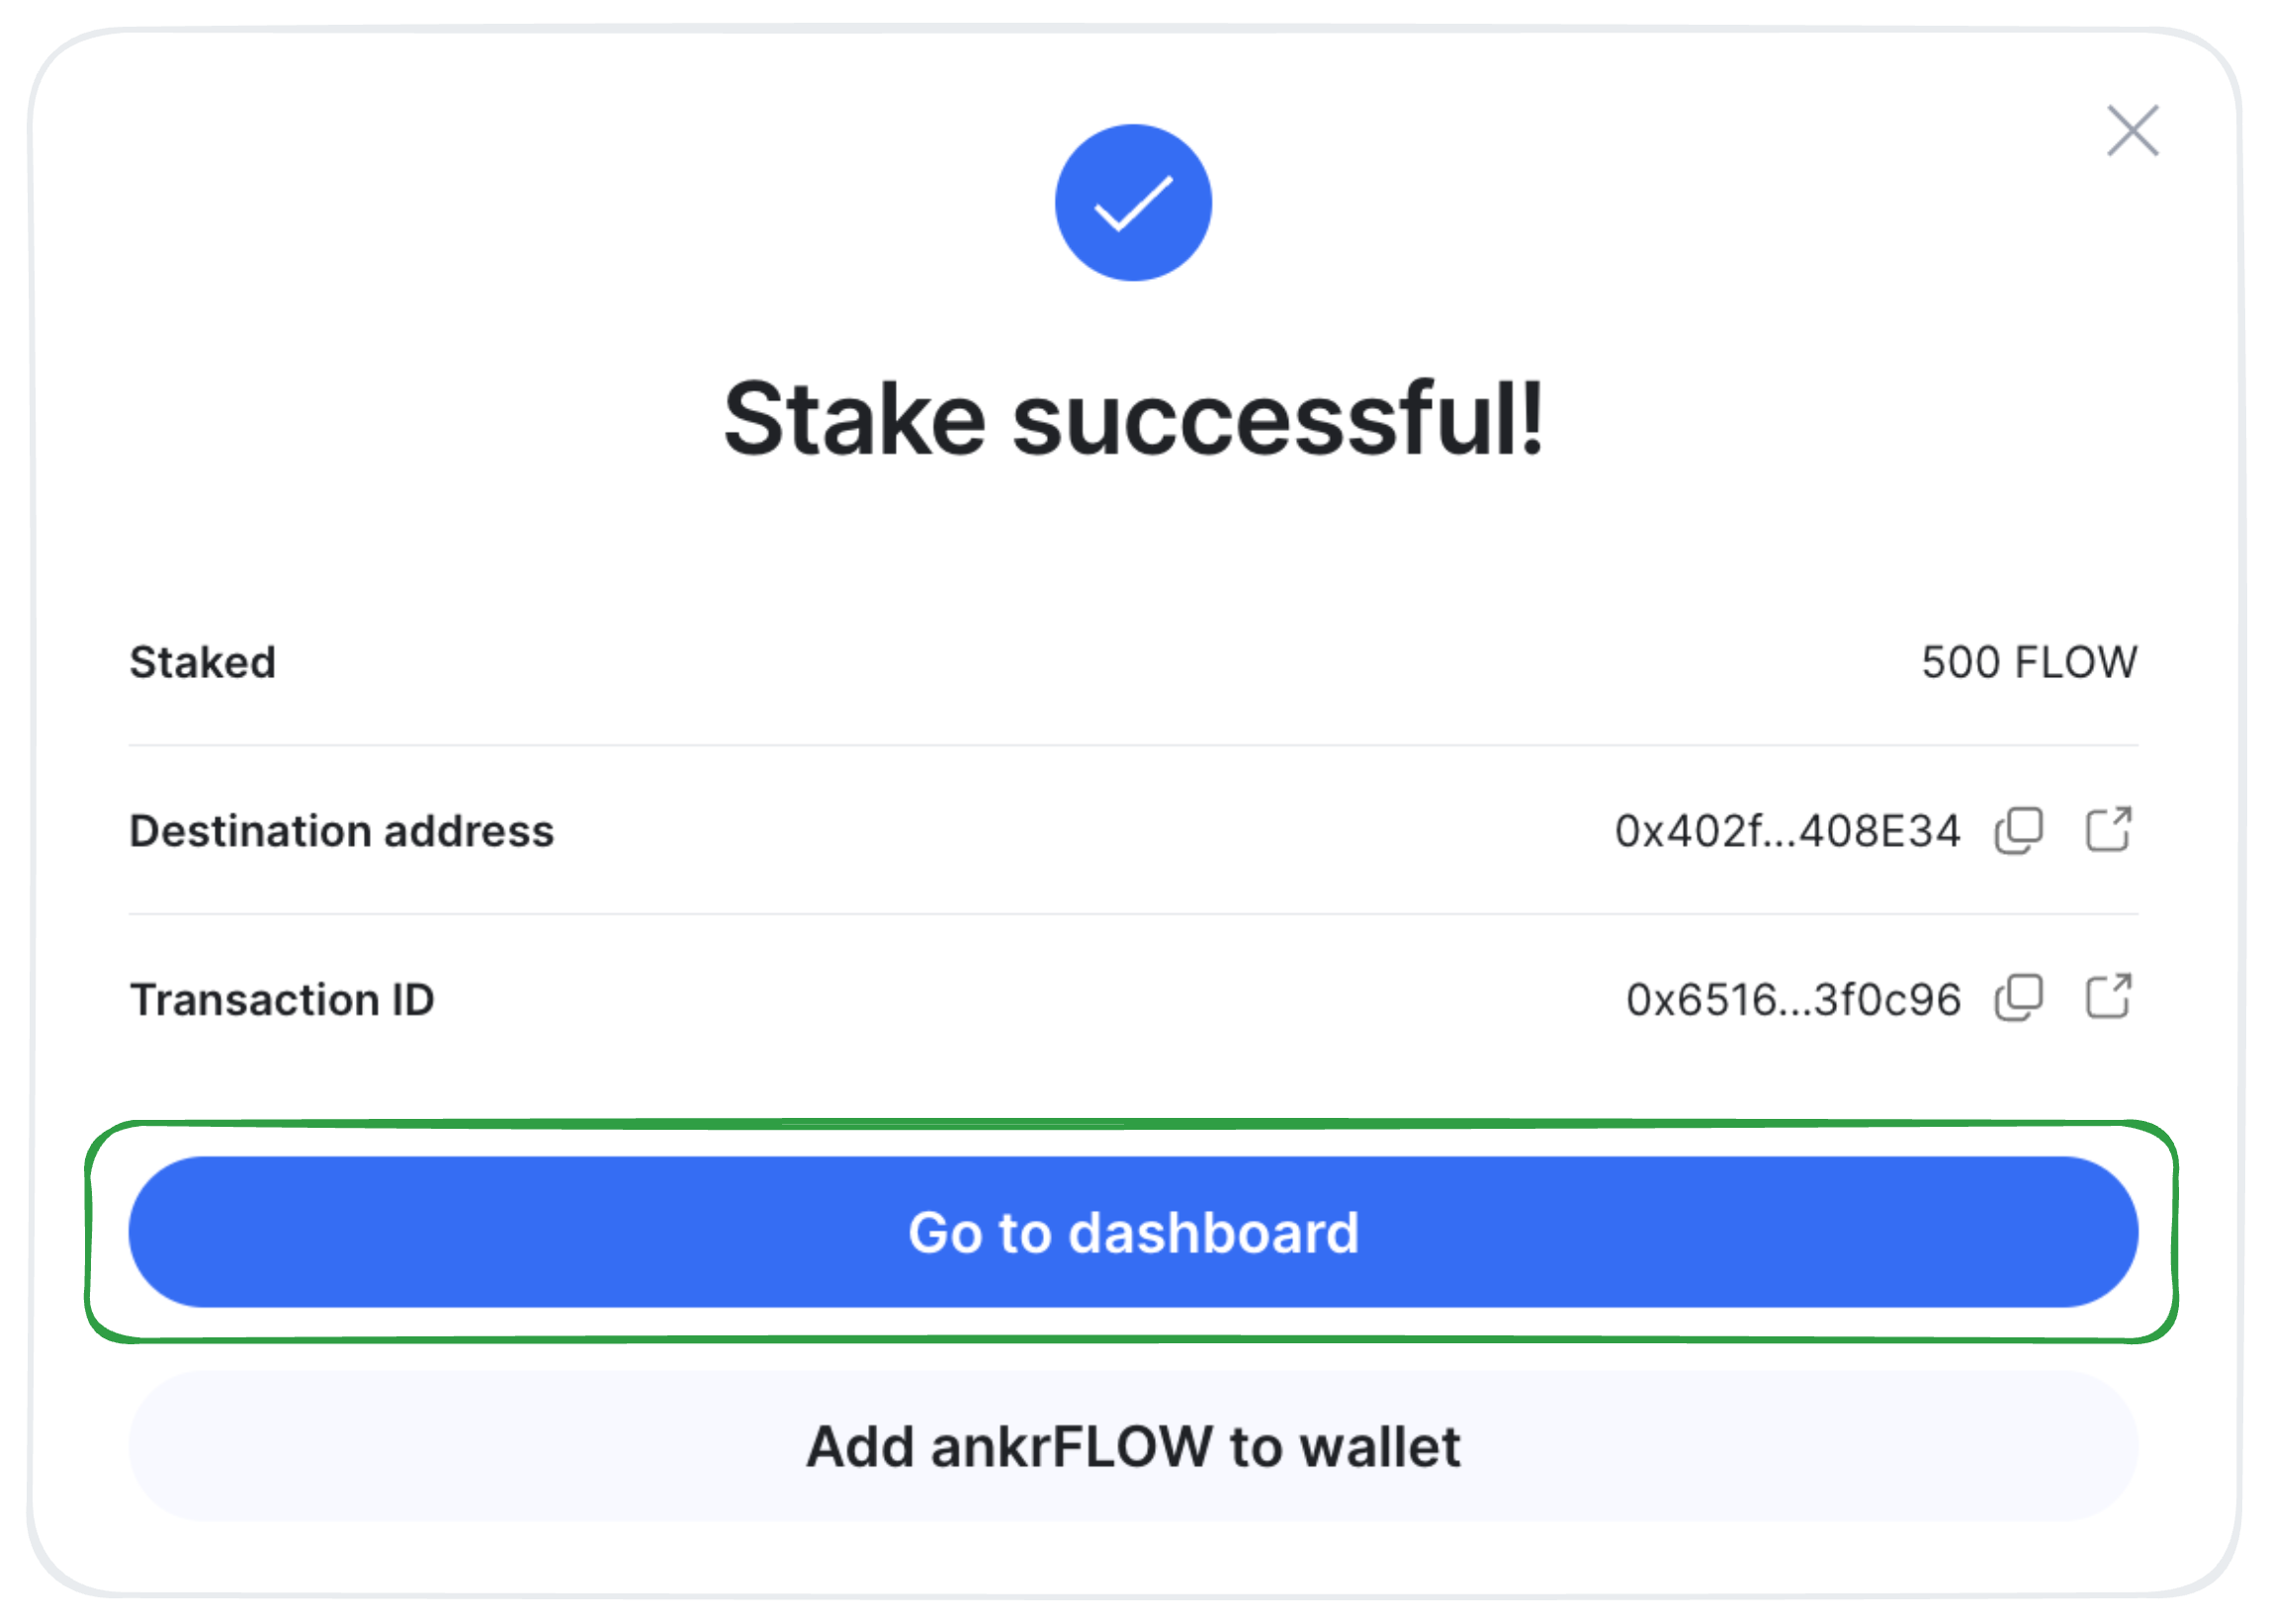 Stake successful!
Staked 500 FLOW
Destination address 0x402f...408E34
Transaction ID 0x6516...3f0c96
Go to dashboard
Add ankrFLOW to wallet